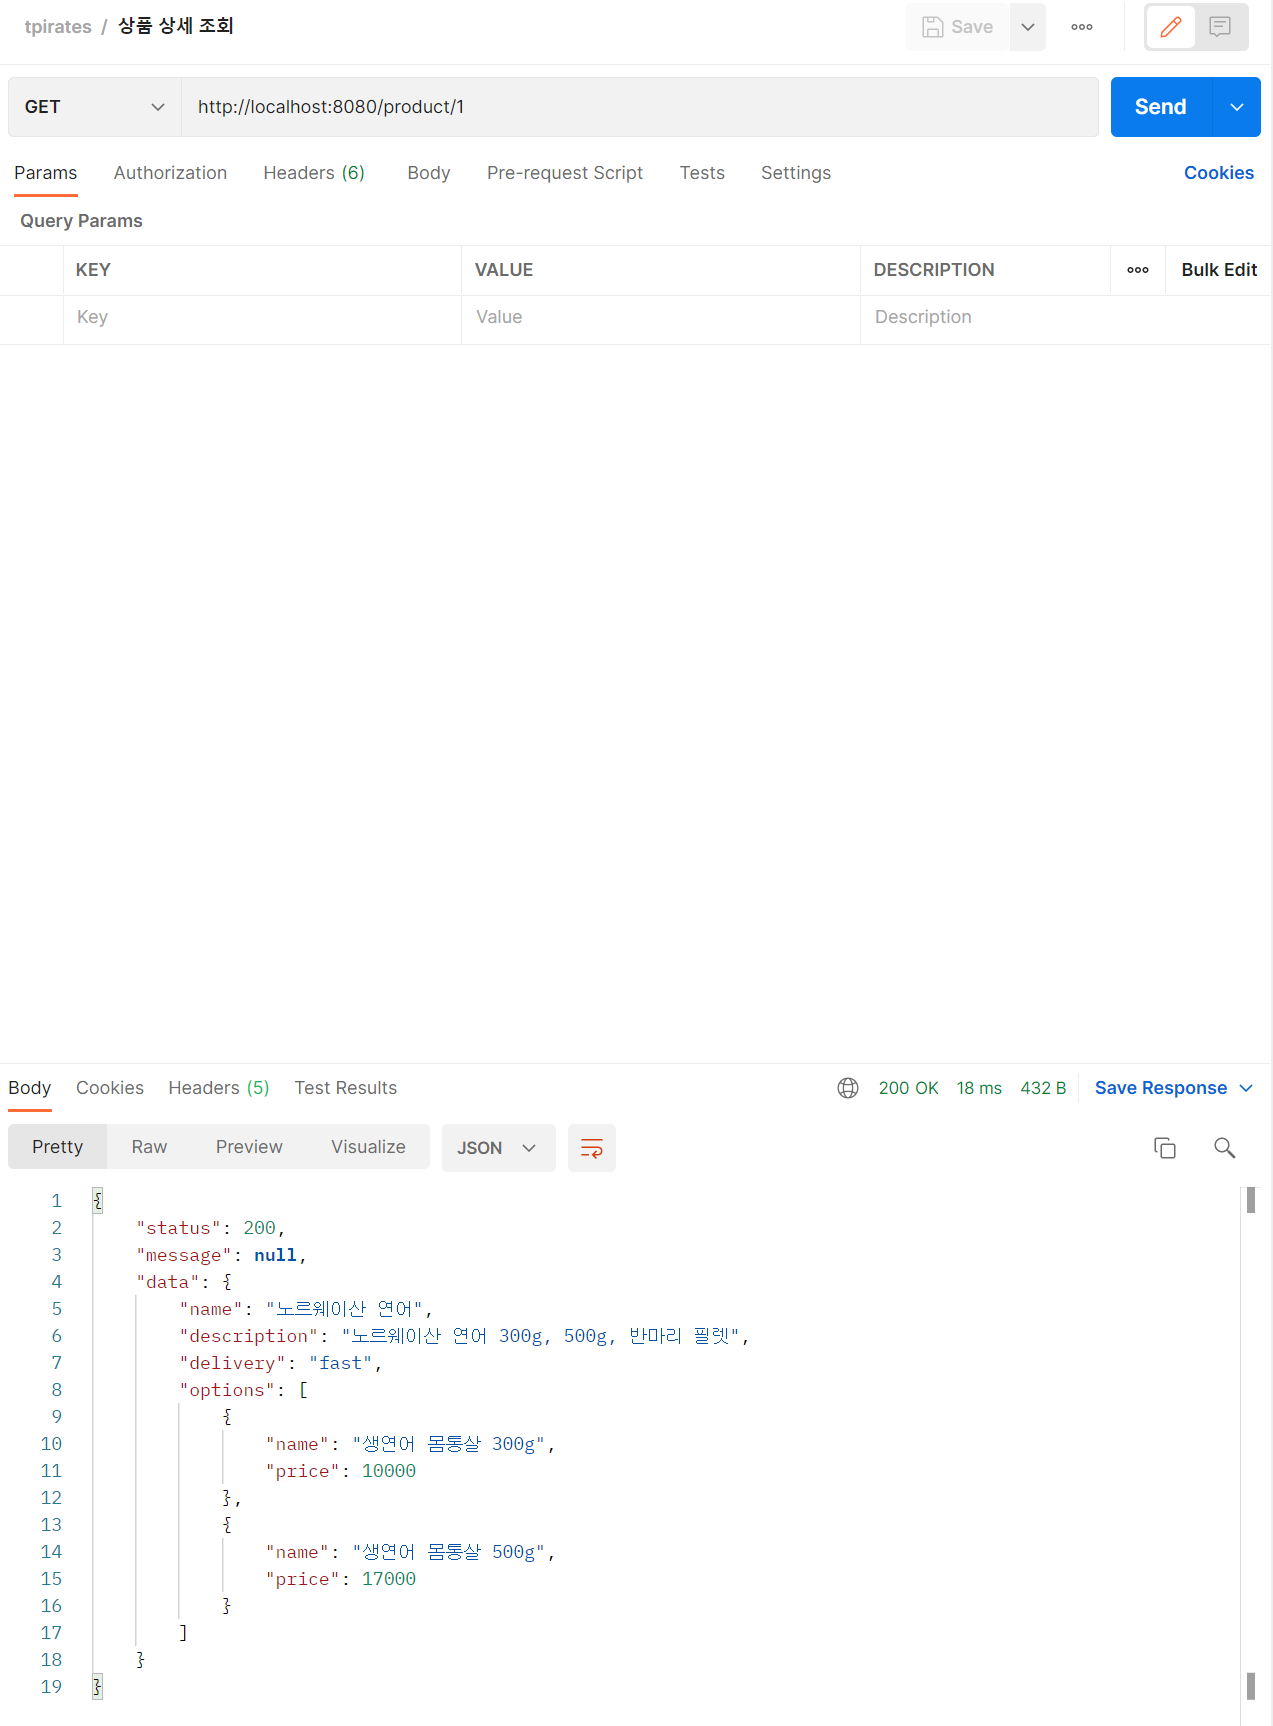 tpirates / 상품 상세 조회
Save
GET
http://localhost:8080/product/1
Send
Params Authorization Headers (6) Body Pre-request Script Tests Settings Cookies
Query Params
KEY VALUE DESCRIPTION Bulk Edit
Key Value Description
Body Cookies Headers (5) Test Results 200 OK 18 ms 432 B Save Response
Pretty Raw Preview Visualize JSON
1 {
2 "status": 200,
3 "message": null,
4 "data": {
5 "name": "노르웨이산 연어",
6 "description": "노르웨이산 연어 300g, 500g, 반마리 필렛",
7 "delivery": "fast",
8 "options": [
9 {
10 "name": "생연어 몸통살 300g",
11 "price": 10000
12 },
13 {
14 "name": "생연어 몸통살 500g",
15 "price": 17000
16 }
17 ]
18 }
19 }